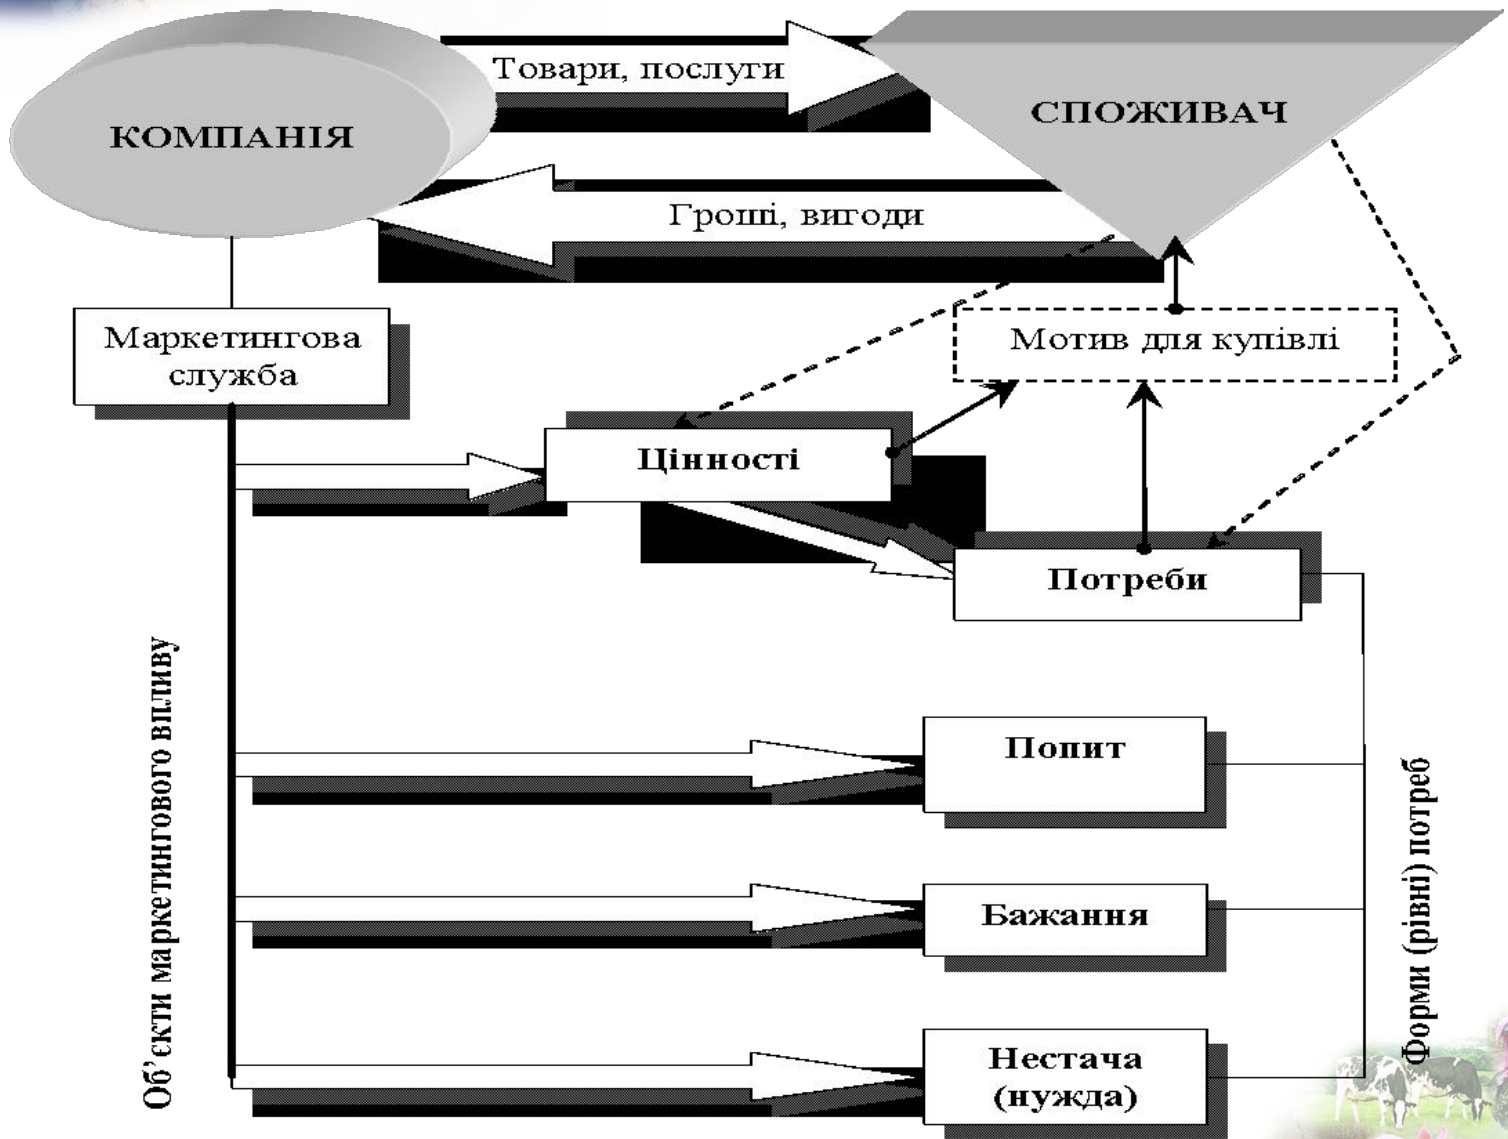 Товари, послуги
КОМПАНІЯ
СПОЖИВАЧ
Гроші, вигоди
Маркетингова
служба
Мотив для купівлі
Цінності
Потреби
Об’єкти маркетингового впливу
Попит
Форми (рівні) потреб
Бажання
Нестача
(нужда)